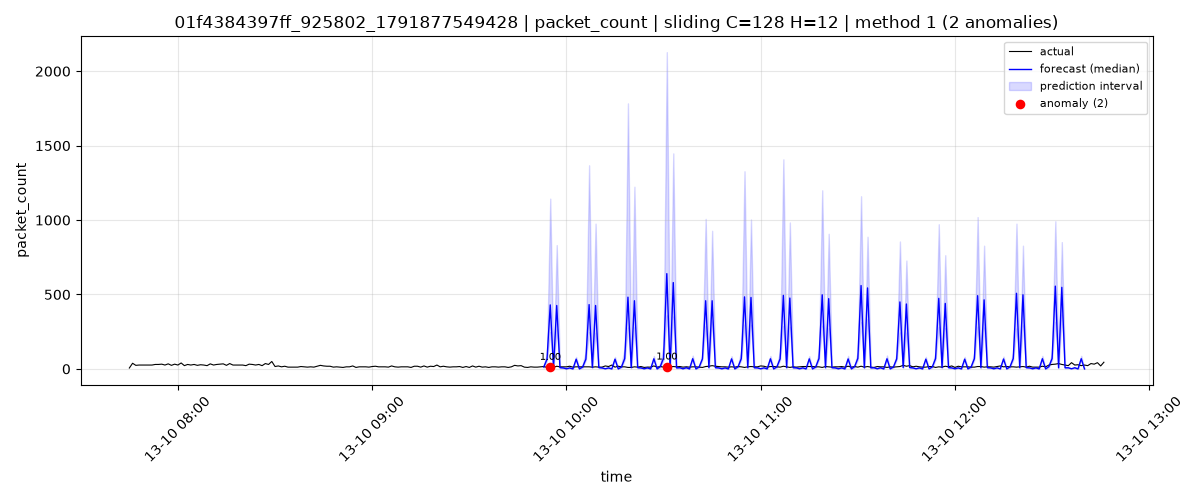 01f4384397ff_925802_1791877549428 | packet_count | sliding C=128 H=12 | method 1 (2 anomalies)
actual
forecast (median)
prediction interval
anomaly (2)
packet_count
2000
1500
1000
500
0
1.00
1.00
13-10 08:00
13-10 09:00
13-10 10:00
13-10 11:00
13-10 12:00
13-10 13:00
time